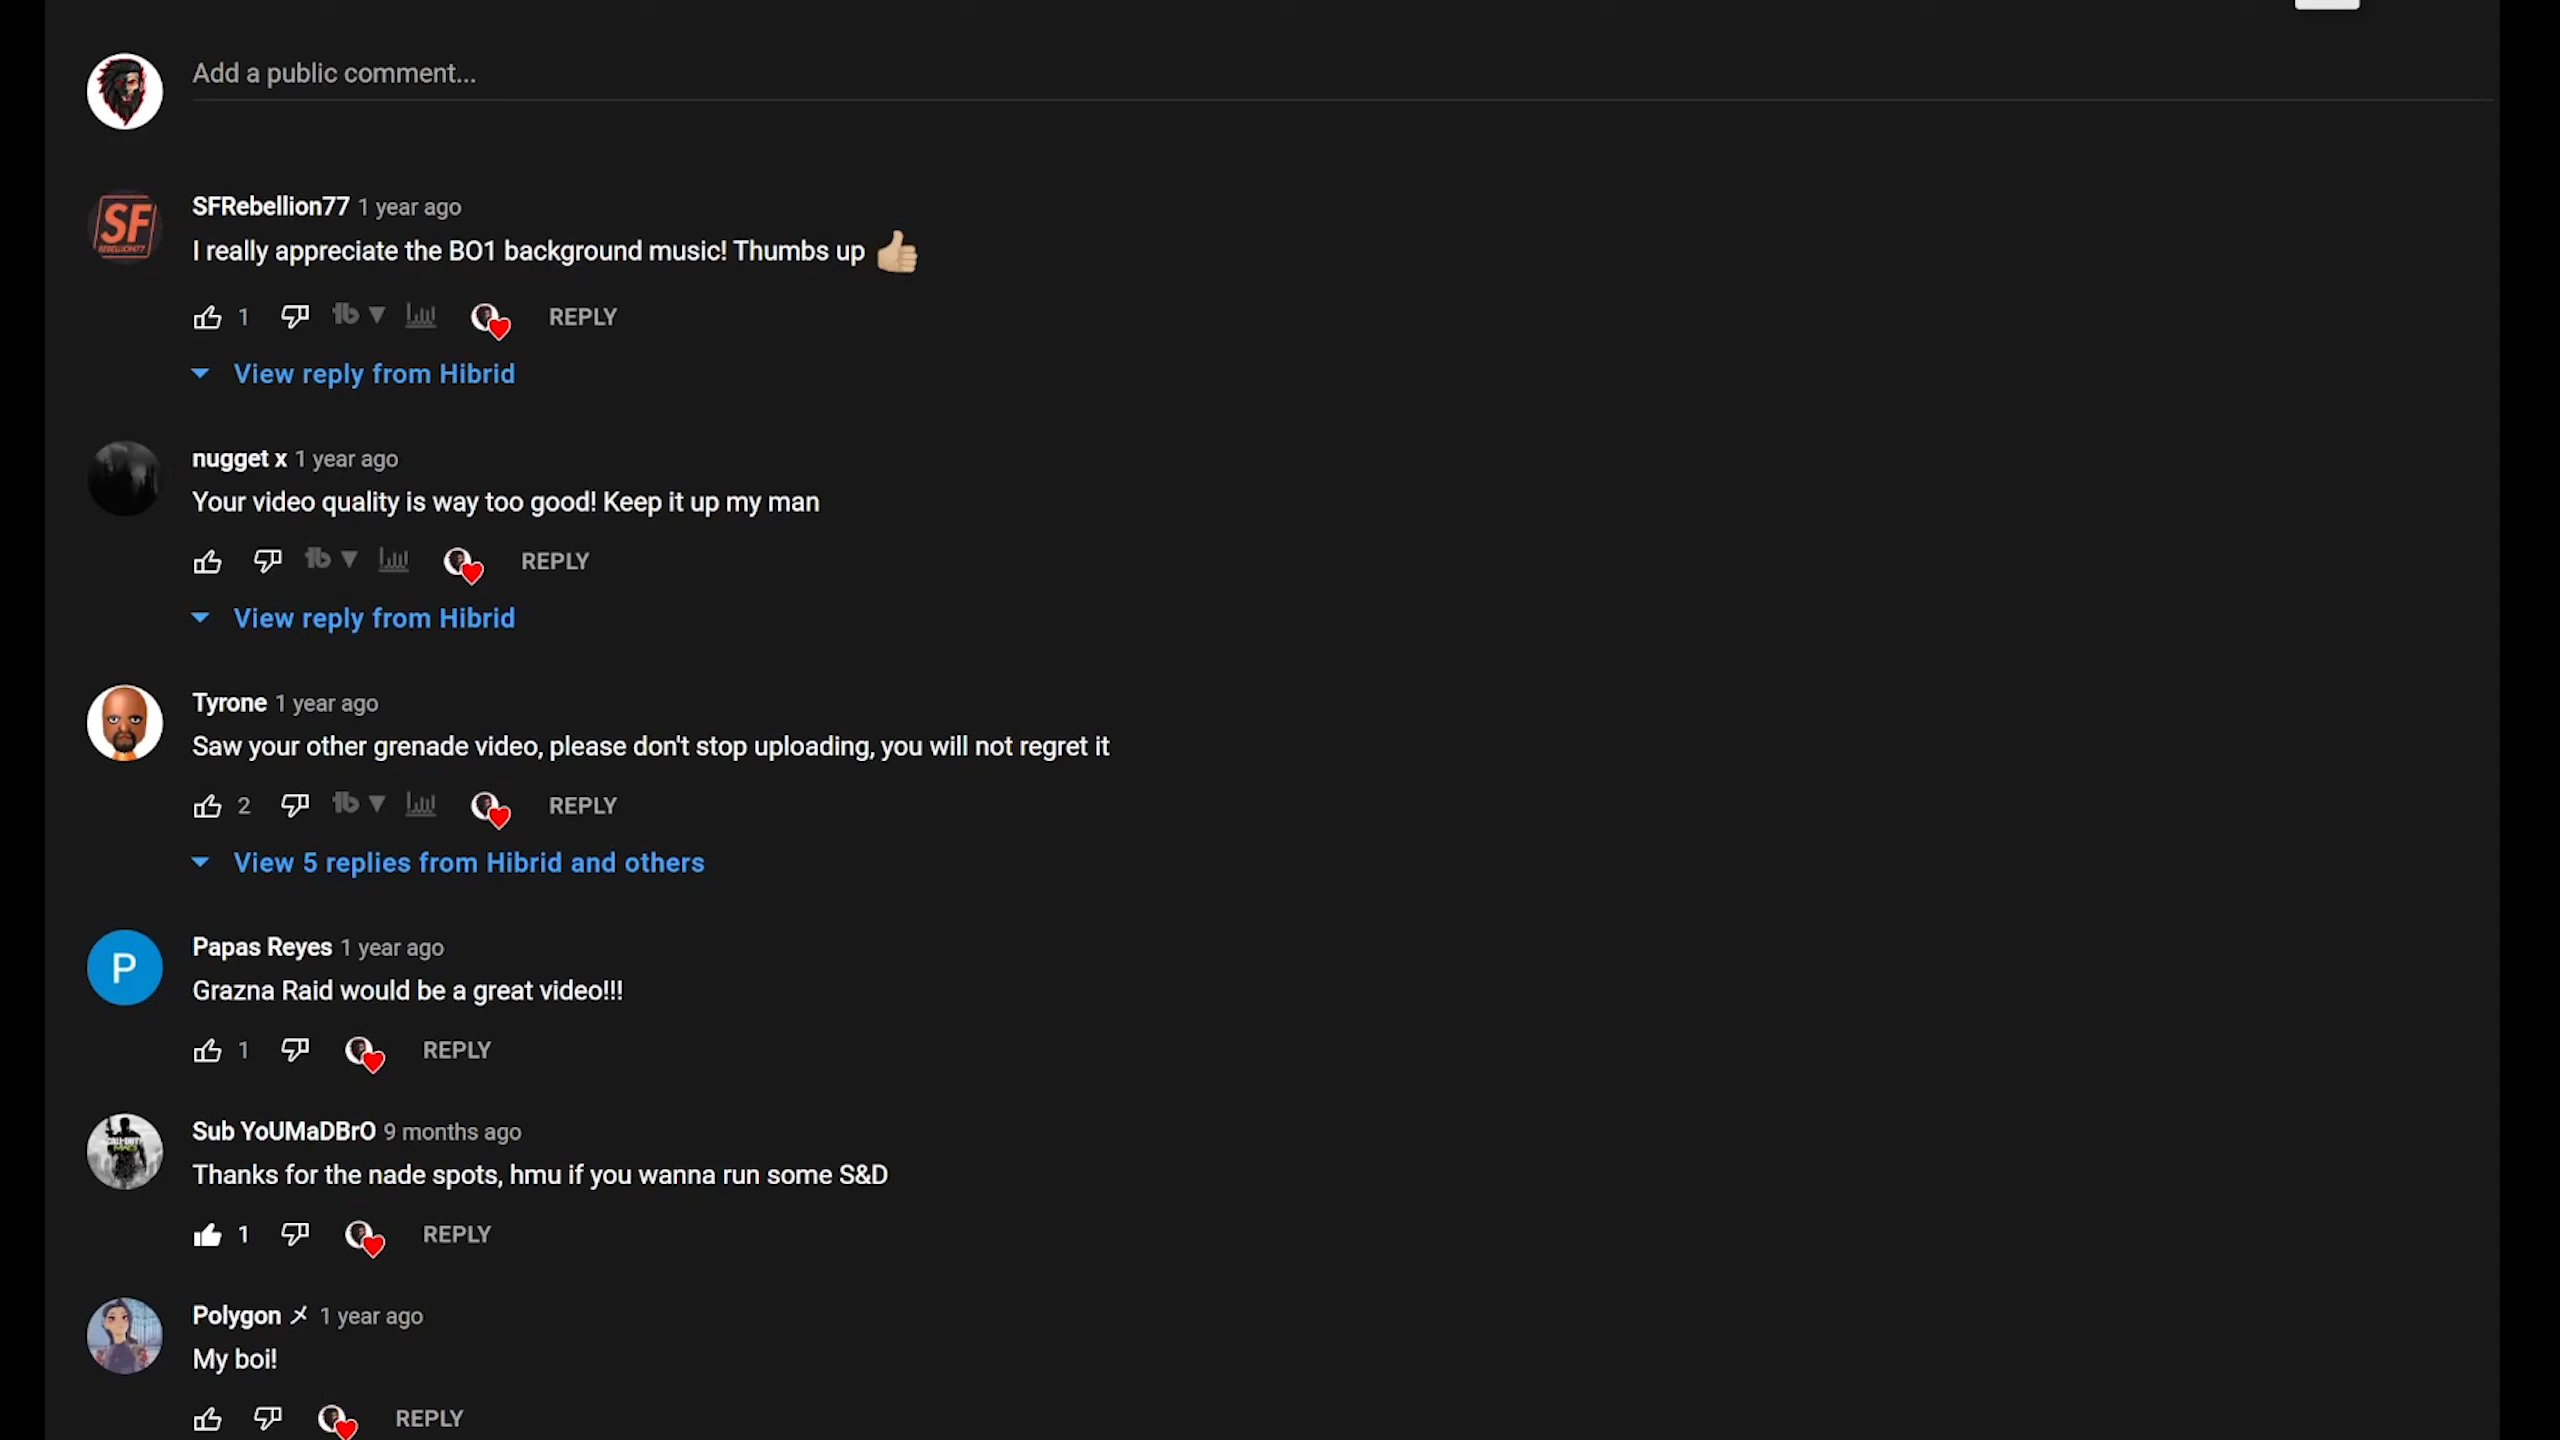 Add a public comment...
SF
REBELLION77
SFRebellion77 1 year ago
I really appreciate the BO1 background music! Thumbs up 👍🏼
1 REPLY
View reply from Hibrid
nugget x 1 year ago
Your video quality is way too good! Keep it up my man
REPLY
View reply from Hibrid
Tyrone 1 year ago
Saw your other grenade video, please don't stop uploading, you will not regret it
2 REPLY
View 5 replies from Hibrid and others
P
Papas Reyes 1 year ago
Grazna Raid would be a great video!!!
1 REPLY
Sub YoUMaDBrO 9 months ago
Thanks for the nade spots, hmu if you wanna run some S&D
1 REPLY
Polygon メ 1 year ago
My boi!
REPLY